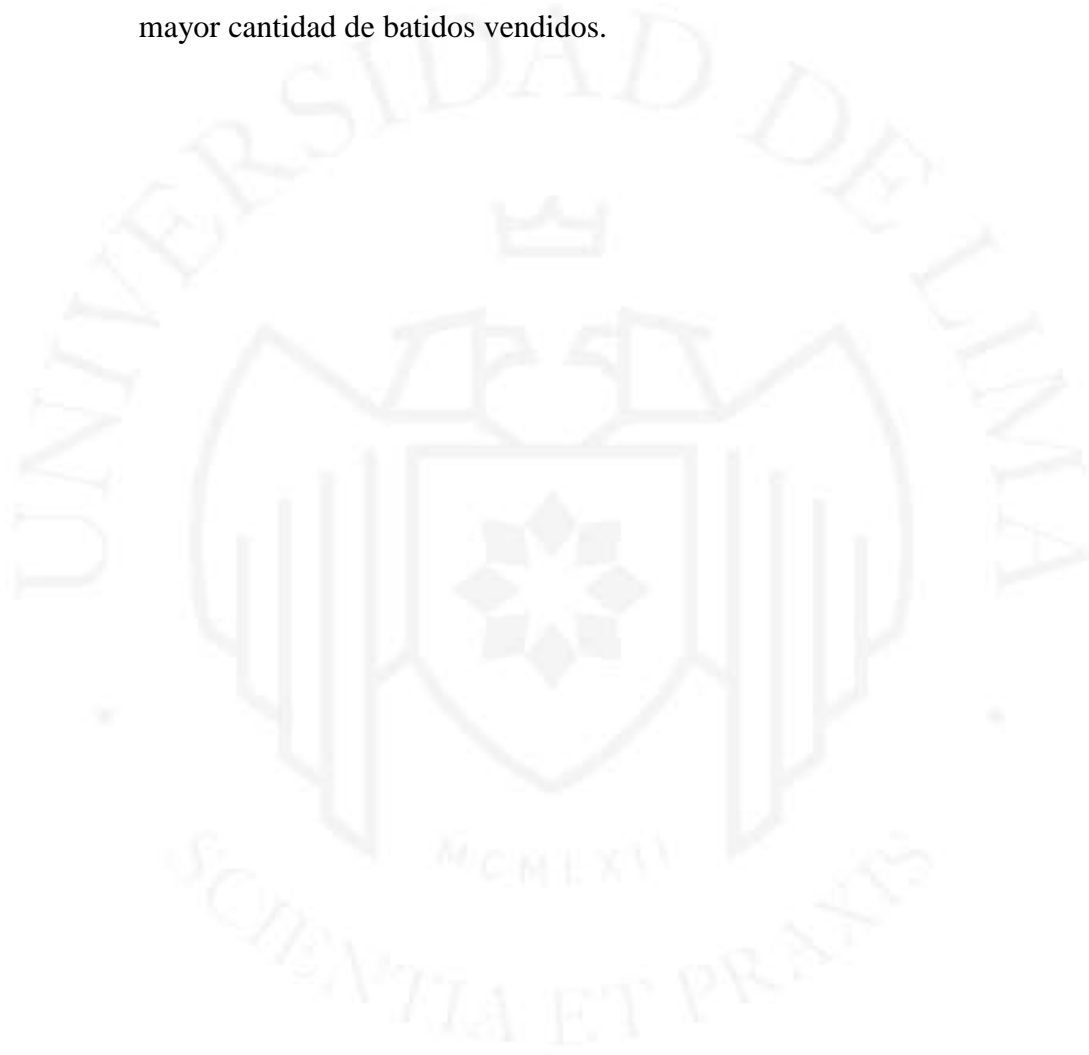 mayor cantidad de batidos vendidos.
UNIVERSIDAD DE LIMA
MCMLXII
SCIENTIA ET PRAXIS